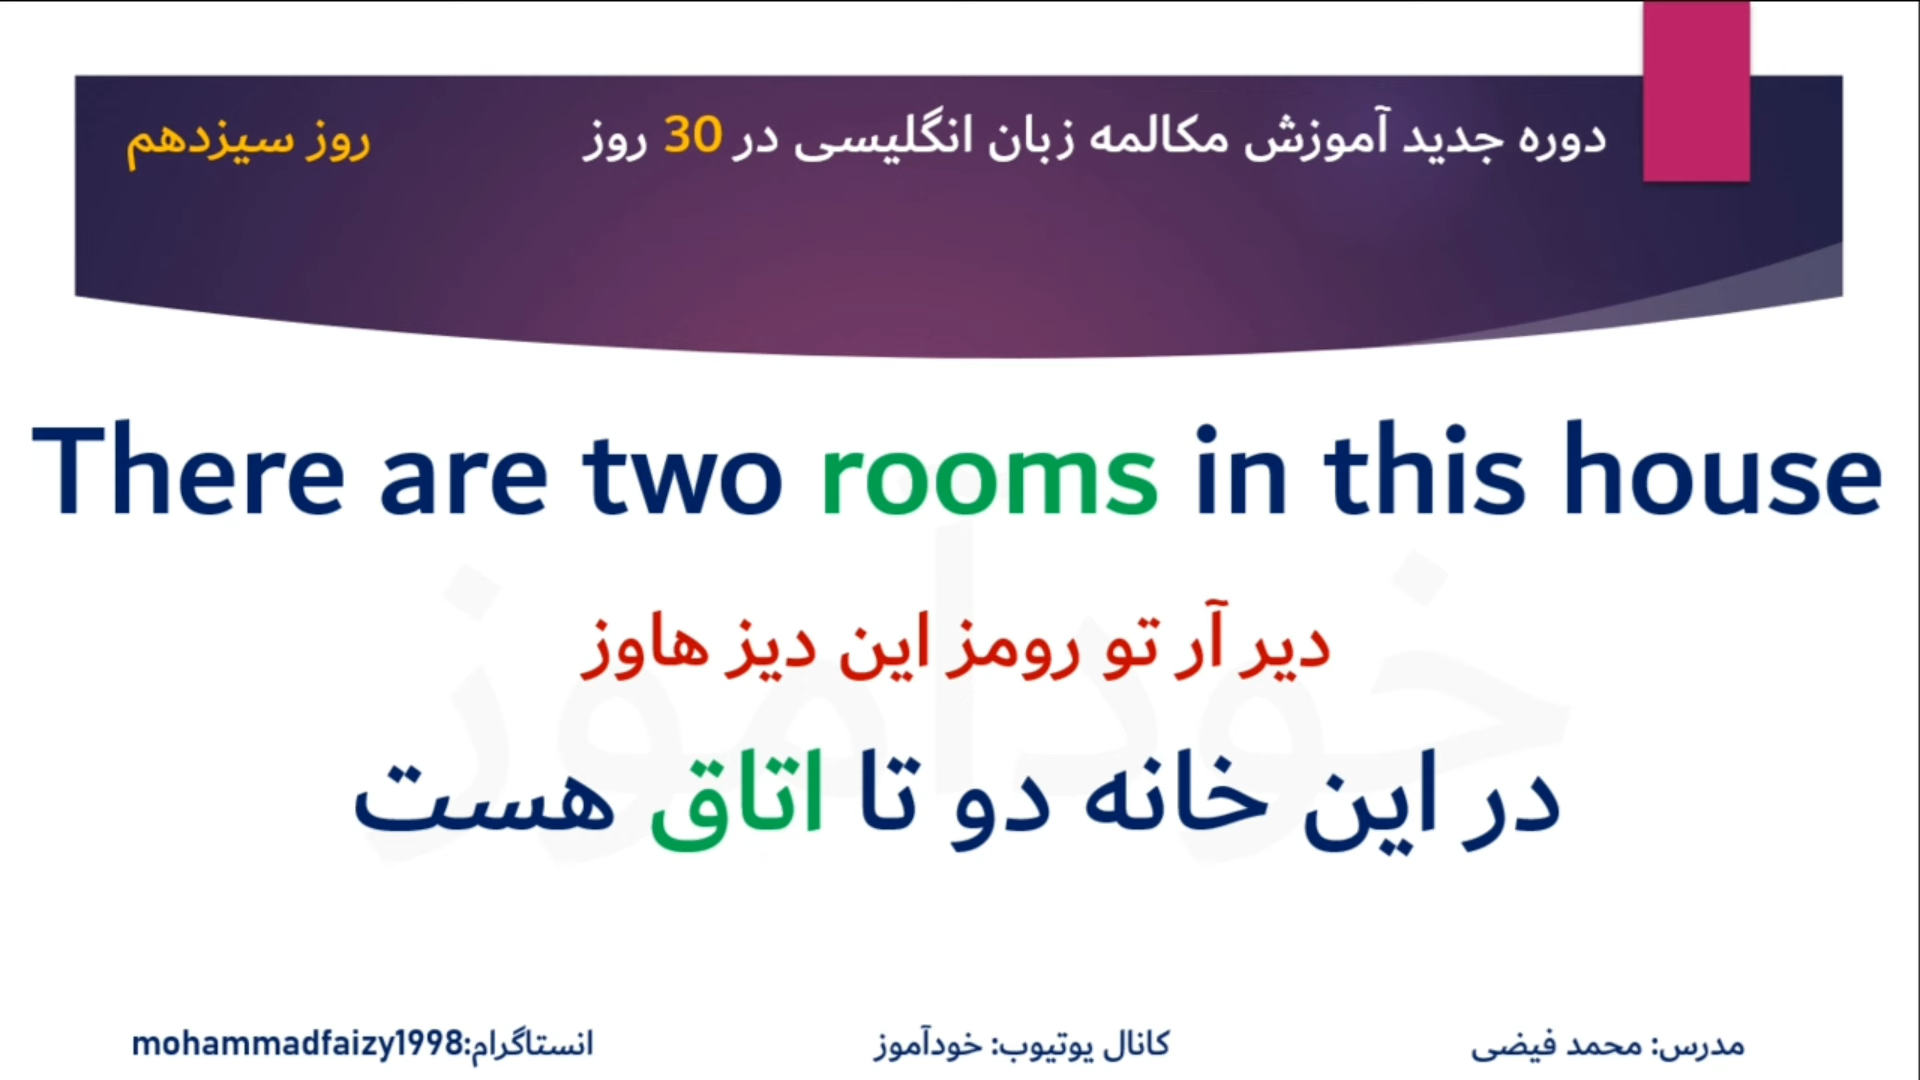 دوره جدید آموزش مکالمه زبان انگلیسی در 30 روز
روز سیزدهم
There are two rooms in this house
دیر آر تو رومز این دیز هاوز
در این خانه دو تا اتاق هست
خودآموز
مدرس: محمد فیضی
کانال یوتیوب: خودآموز
انستاگرام:mohammadfaizy1998